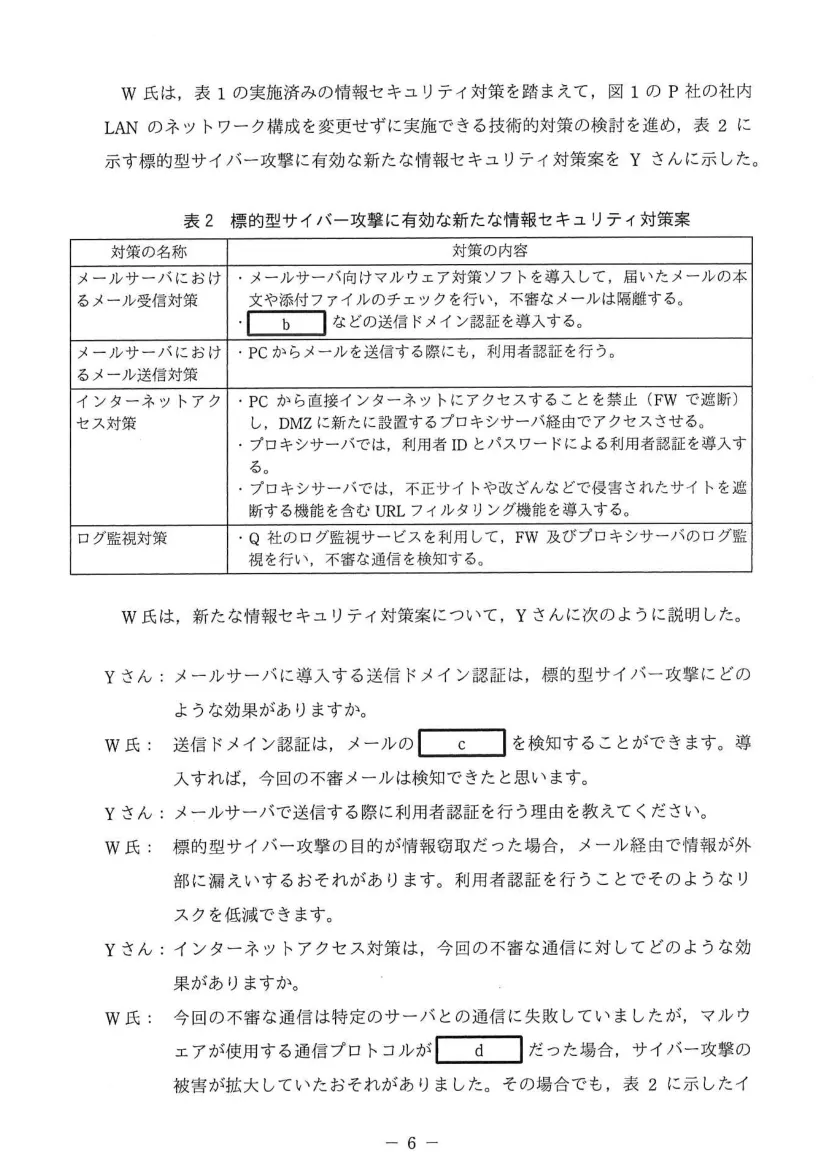 W 氏は，表 1 の実施済みの情報セキュリティ対策を踏まえて，図 1 の P 社の社内
LAN のネットワーク構成を変更せずに実施できる技術的対策の検討を進め，表 2 に
示す標的型サイバー攻撃に有効な新たな情報セキュリティ対策案を Y さんに示した。
表 2　標的型サイバー攻撃に有効な新たな情報セキュリティ対策案
対策の名称　対策の内容
メールサーバにおけ
るメール受信対策
・メールサーバ向けマルウェア対策ソフトを導入して，届いたメールの本
文や添付ファイルのチェックを行い，不審なメールは隔離する。
・ b などの送信ドメイン認証を導入する。
メールサーバにおけ
るメール送信対策
・PC からメールを送信する際にも，利用者認証を行う。
インターネットアク
セス対策
・PC から直接インターネットにアクセスすることを禁止（FW で遮断）
し，DMZ に新たに設置するプロキシサーバ経由でアクセスさせる。
・プロキシサーバでは，利用者 ID とパスワードによる利用者認証を導入す
る。
・プロキシサーバでは，不正サイトや改ざんなどで侵害されたサイトを遮
断する機能を含む URL フィルタリング機能を導入する。
ログ監視対策
・Q 社のログ監視サービスを利用して，FW 及びプロキシサーバのログ監
視を行い，不審な通信を検知する。
W 氏は，新たな情報セキュリティ対策案について，Y さんに次のように説明した。
Y さん：メールサーバに導入する送信ドメイン認証は，標的型サイバー攻撃にどの
ような効果がありますか。
W 氏：　送信ドメイン認証は，メールの c を検知することができます。導
入すれば，今回の不審メールは検知できたと思います。
Y さん：メールサーバで送信する際に利用者認証を行う理由を教えてください。
W 氏：　標的型サイバー攻撃の目的が情報窃取だった場合，メール経由で情報が外
部に漏えいするおそれがあります。利用者認証を行うことでそのようなリ
スクを低減できます。
Y さん：インターネットアクセス対策は，今回の不審な通信に対してどのような効
果がありますか。
W 氏：　今回の不審な通信は特定のサーバとの通信に失敗していましたが，マルウ
ェアが使用する通信プロトコルが d だった場合，サイバー攻撃の
被害が拡大していたおそれがありました。その場合でも，表 2 に示したイ
－ 6 －